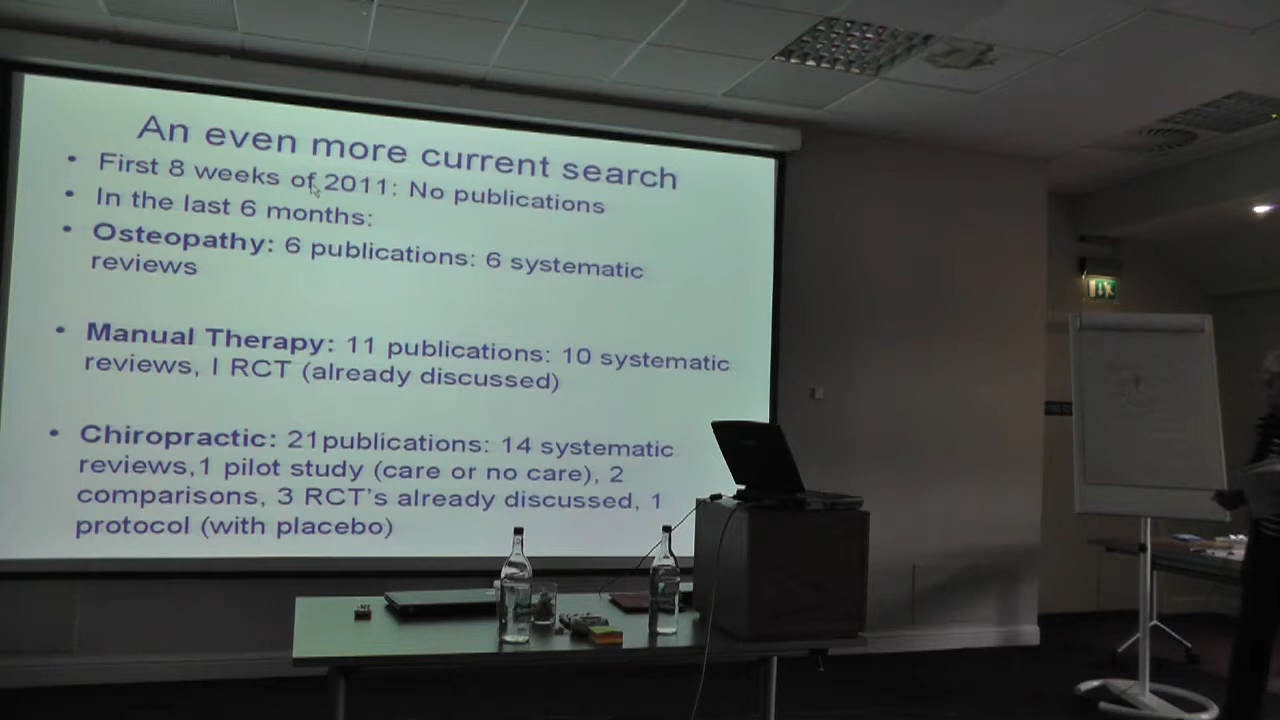 An even more current search
• First 8 weeks of 2011: No publications
• In the last 6 months:
• Osteopathy: 6 publications: 6 systematic
reviews
• Manual Therapy: 11 publications: 10 systematic
reviews, I RCT (already discussed)
• Chiropractic: 21publications: 14 systematic
reviews,1 pilot study (care or no care), 2
comparisons, 3 RCT's already discussed, 1
protocol (with placebo)